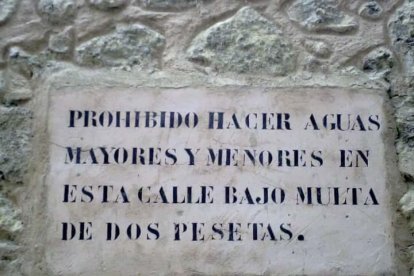 PROHIBIDO HACER AGUAS
MAYORES Y MENORES EN
ESTA CALLE BAJO MULTA
DE DOS PESETAS.